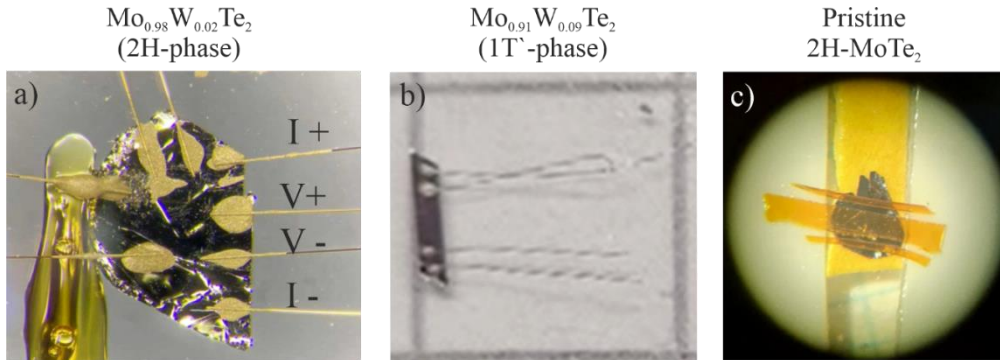 Mo₀.₉₈W₀.₀₂Te₂
(2H-phase)
Mo₀.₉₁W₀.₀₉Te₂
(1T`-phase)
Pristine
2H-MoTe₂
a)
I +
V+
V -
I -
b)
c)